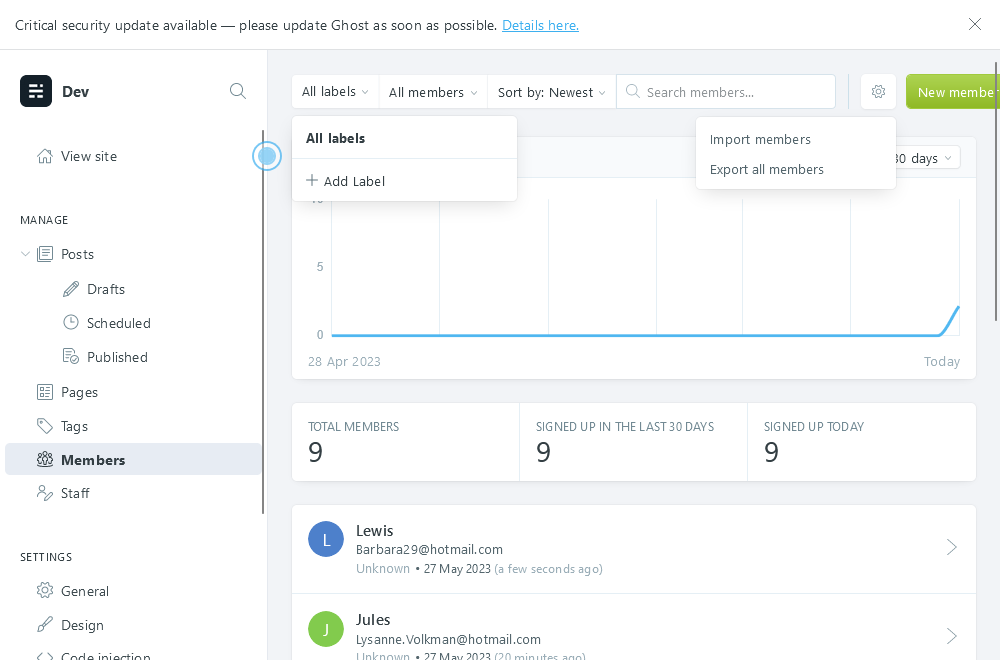 Critical security update available — please update Ghost as soon as possible. Details here.
Dev
View site
MANAGE
Posts
Drafts
Scheduled
Published
Pages
Tags
Members
Staff
SETTINGS
General
Design
Code injection
All labels
All members
Sort by: Newest
Search members...
New member
All labels
Add Label
Import members
Export all members
30 days
5
0
28 Apr 2023
Today
TOTAL MEMBERS
9
SIGNED UP IN THE LAST 30 DAYS
9
SIGNED UP TODAY
9
L
Lewis
Barbara29@hotmail.com
Unknown • 27 May 2023 (a few seconds ago)
J
Jules
Lysanne.Volkman@hotmail.com
Unknown • 27 May 2023 (20 minutes ago)